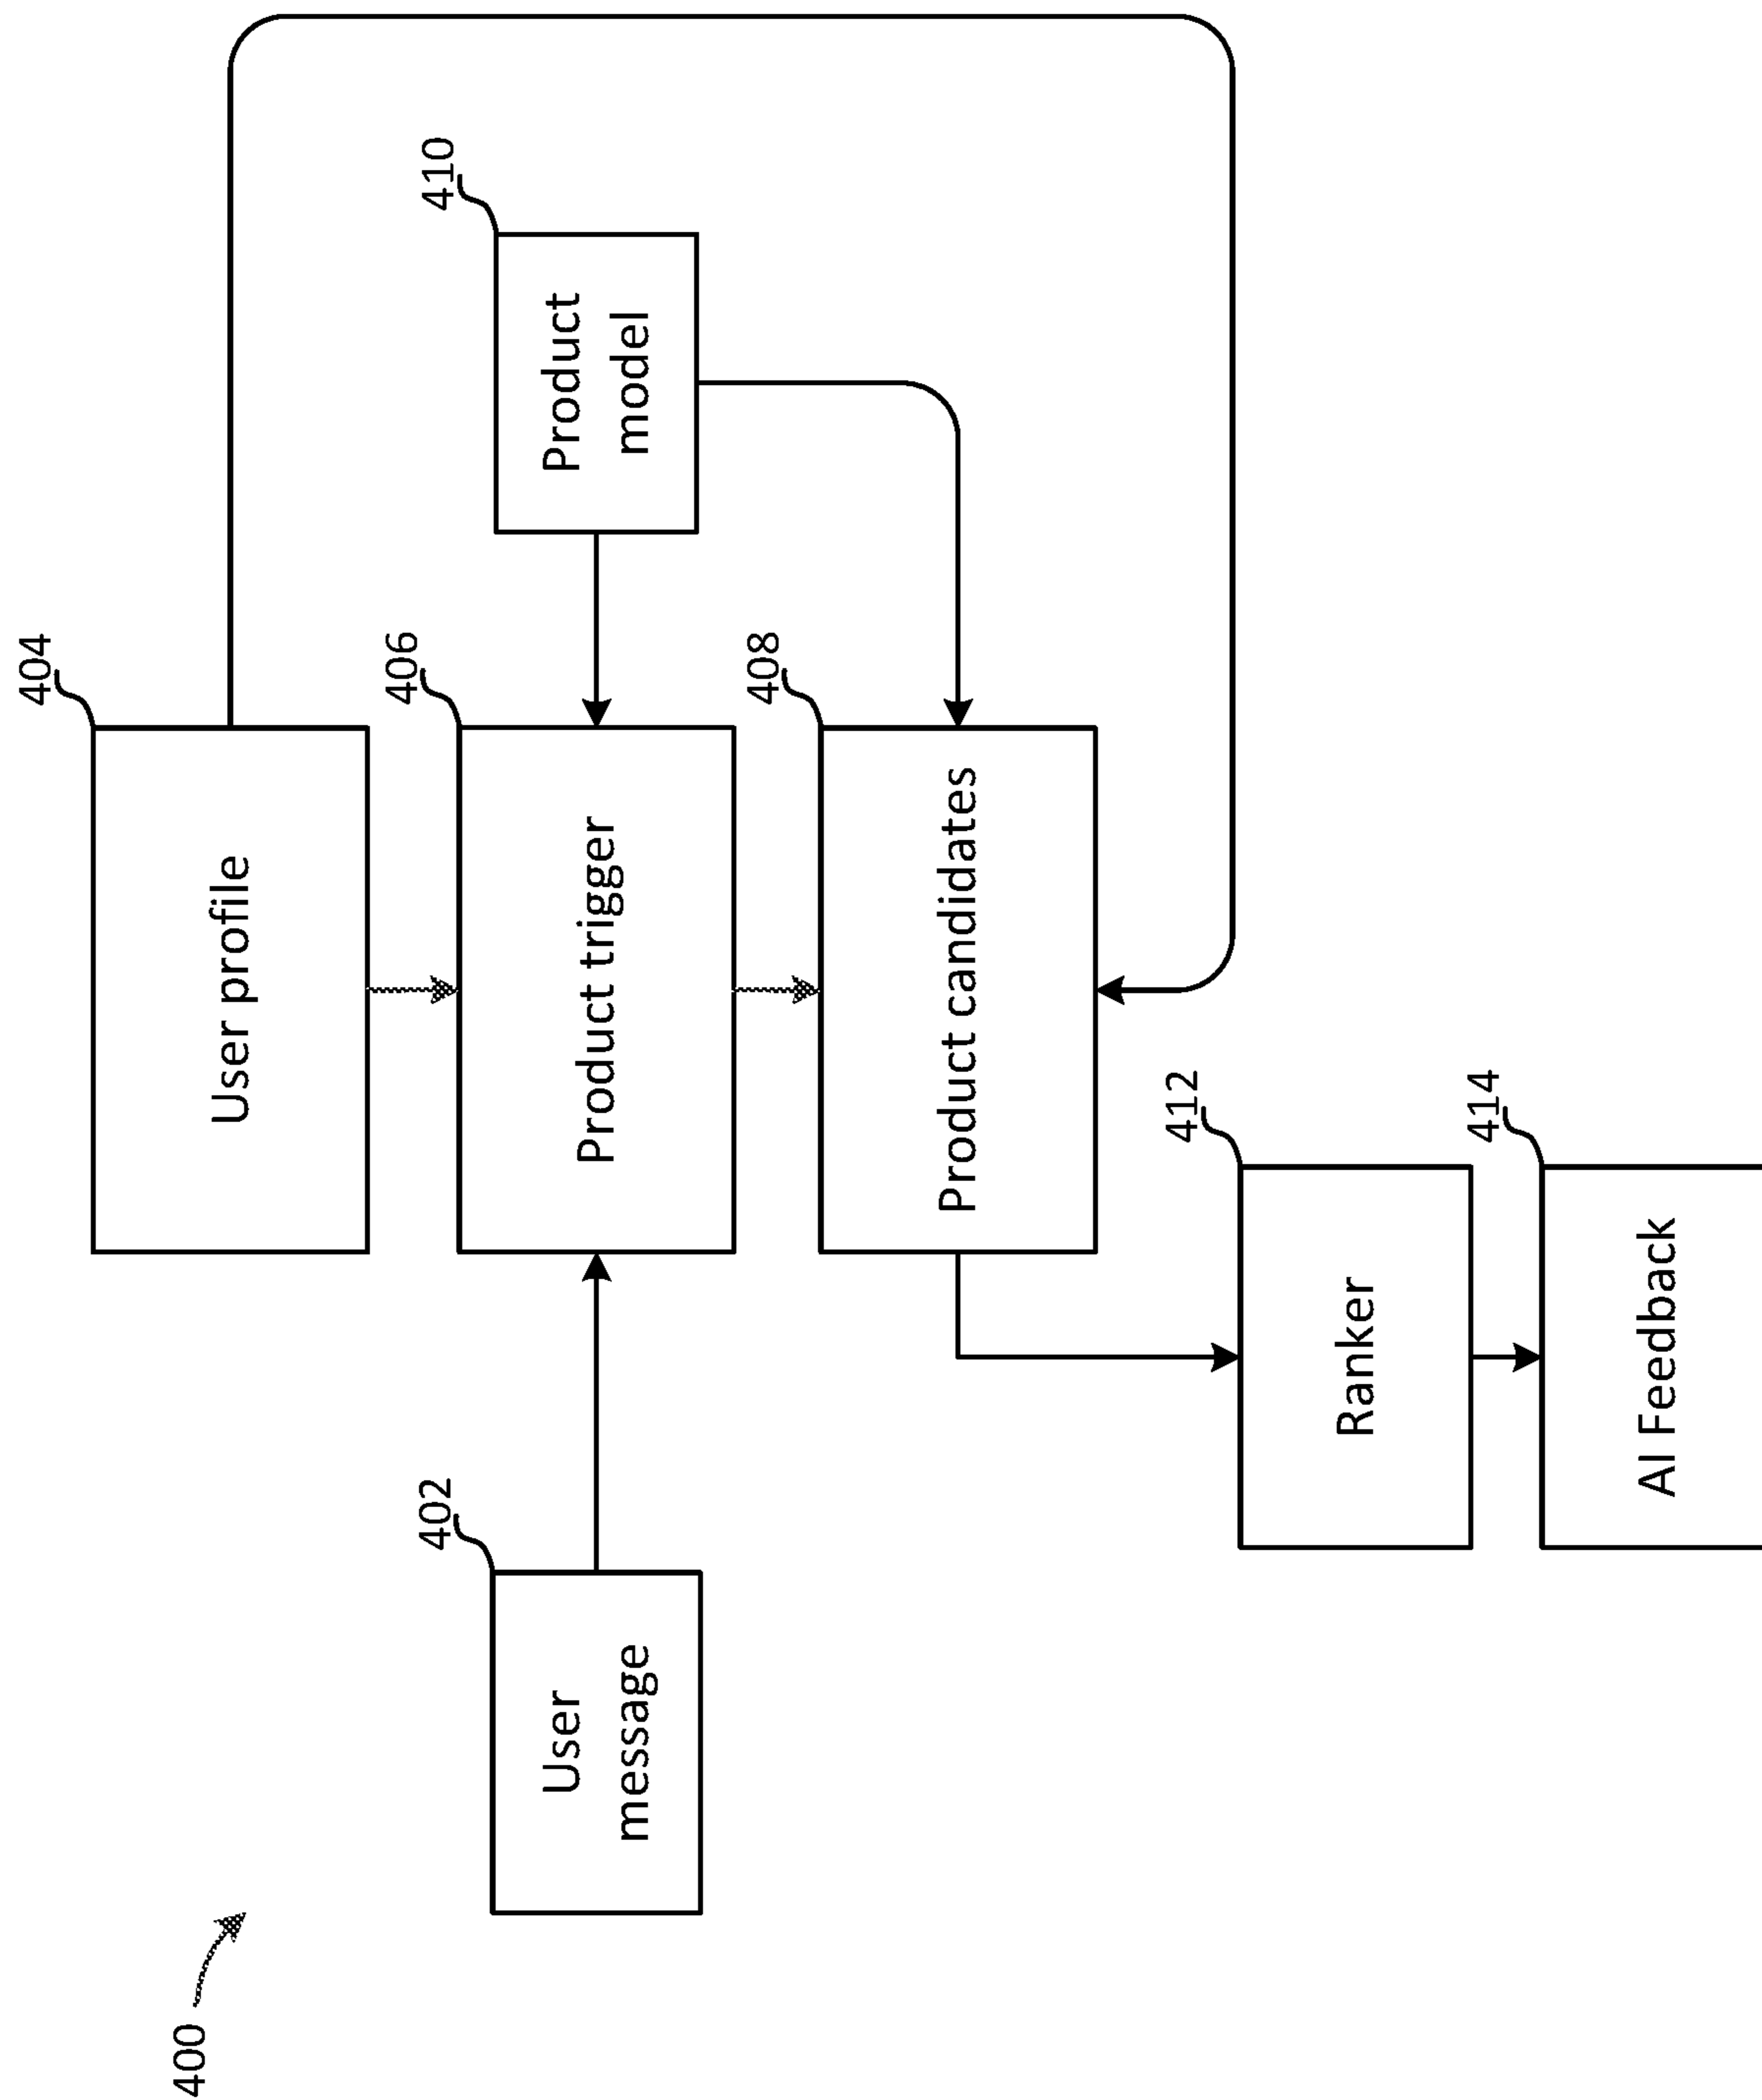 400
402
User
message
404
User profile
406
Product trigger
408
Product candidates
410
Product
model
412
Ranker
414
AI Feedback